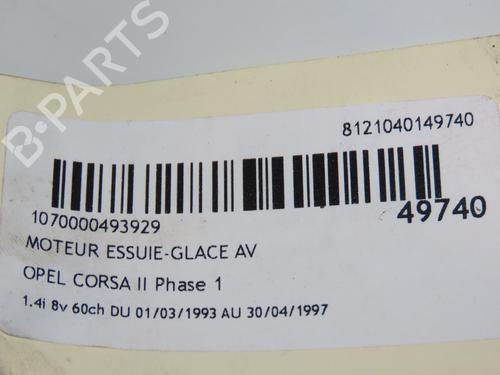 B-PARTS
8121040149740
1070000493929
49740
MOTEUR ESSUIE-GLACE AV
OPEL CORSA II Phase 1
1.4i 8v 60ch DU 01/03/1993 AU 30/04/1997